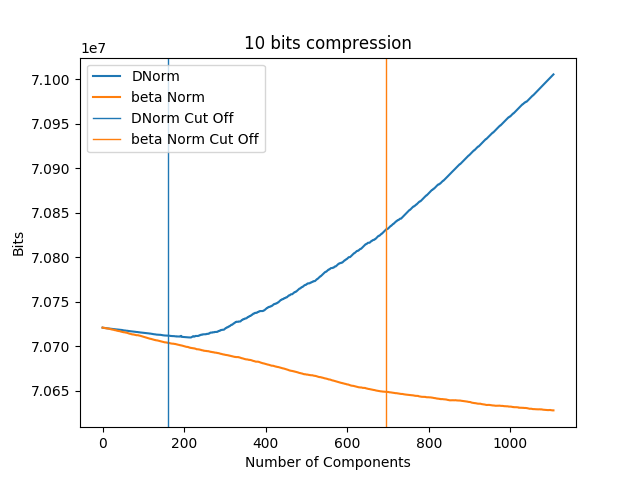 10 bits compression
1e7
DNorm
beta Norm
DNorm Cut Off
beta Norm Cut Off
7.100
7.095
7.090
7.085
7.080
7.075
7.070
7.065
Bits
0 200 400 600 800 1000
Number of Components